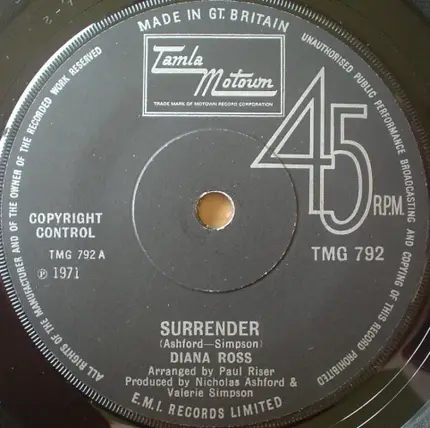 MADE IN GT. BRITAIN
UNAUTHORISED PUBLIC PERFORMANCE BROADCASTING AND COPYING OF THIS RECORD PROHIBITED
ALL RIGHTS OF THE MANUFACTURER AND OF THE OWNER OF THE RECORDED WORK RESERVED
Tamla
Motown
TRADE MARK OF MOTOWN RECORD CORPORATION
45
R.P.M.
COPYRIGHT
CONTROL
TMG 792 A
℗ 1971
TMG 792
SURRENDER
(Ashford—Simpson)
DIANA ROSS
Arranged by Paul Riser
Produced by Nicholas Ashford &
Valerie Simpson
E.M.I. RECORDS LIMITED